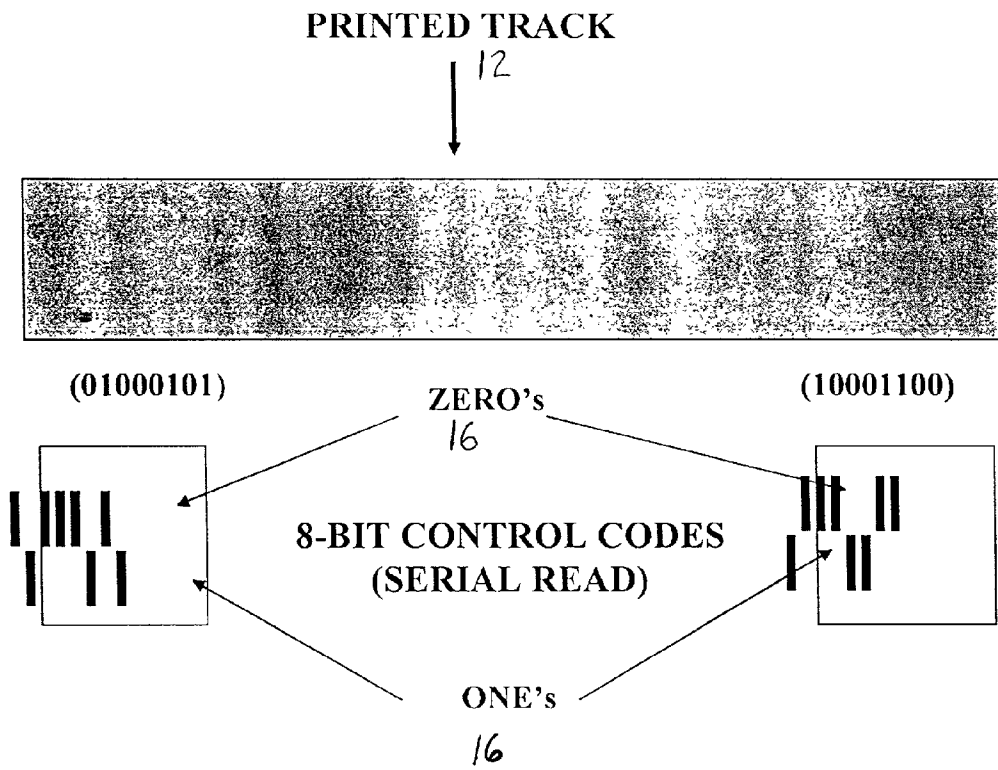 PRINTED TRACK
12
(01000101)
ZERO's
16
(10001100)
8-BIT CONTROL CODES
(SERIAL READ)
ONE's
16